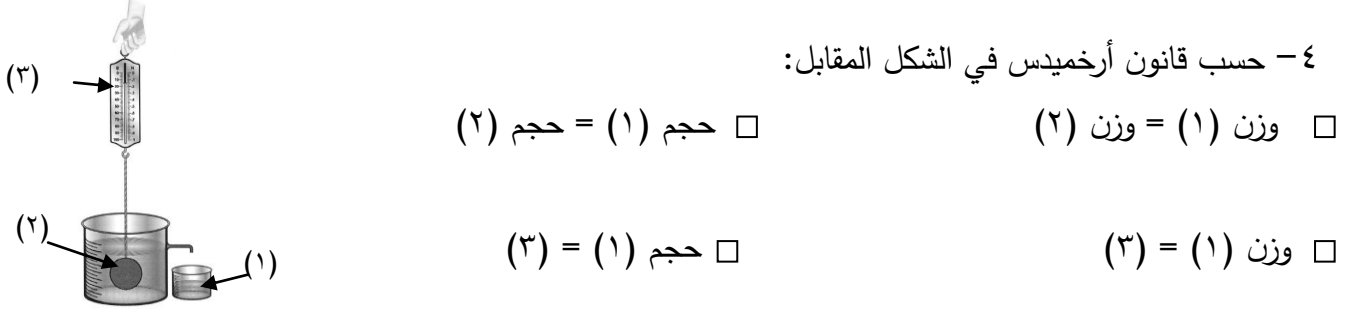 ٤– حسب قانون أرخميدس في الشكل المقابل:
□ وزن (١) = وزن (٢) □ حجم (١) = حجم (٢)
□ وزن (١) = (٣) □ حجم (١) = (٣)
(٣)
(٢)
(١)